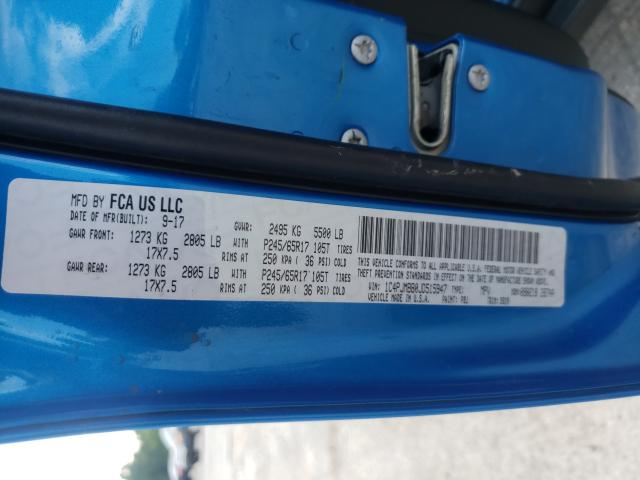 MFD BY FCA US LLC
DATE OF MFR(BUILT): 9-17
GVWR: 2495 KG 5500 LB
GAWR FRONT: 1273 KG 2805 LB WITH P245/65R17 105T TIRES
17X7.5 RIMS AT 250 KPA ( 36 PSI) COLD
GAWR REAR: 1273 KG 2805 LB WITH P245/65R17 105T TIRES
17X7.5 RIMS AT 250 KPA ( 36 PSI) COLD
THIS VEHICLE CONFORMS TO ALL APPLICABLE U.S.A. FEDERAL MOTOR VEHICLE SAFETY AND
THEFT PREVENTION STANDARDS IN EFFECT ON THE DATE OF MANUFACTURE SHOWN ABOVE.
VIN: TYPE: MPV
MADE IN U.S.A. PAINT: TRIM: